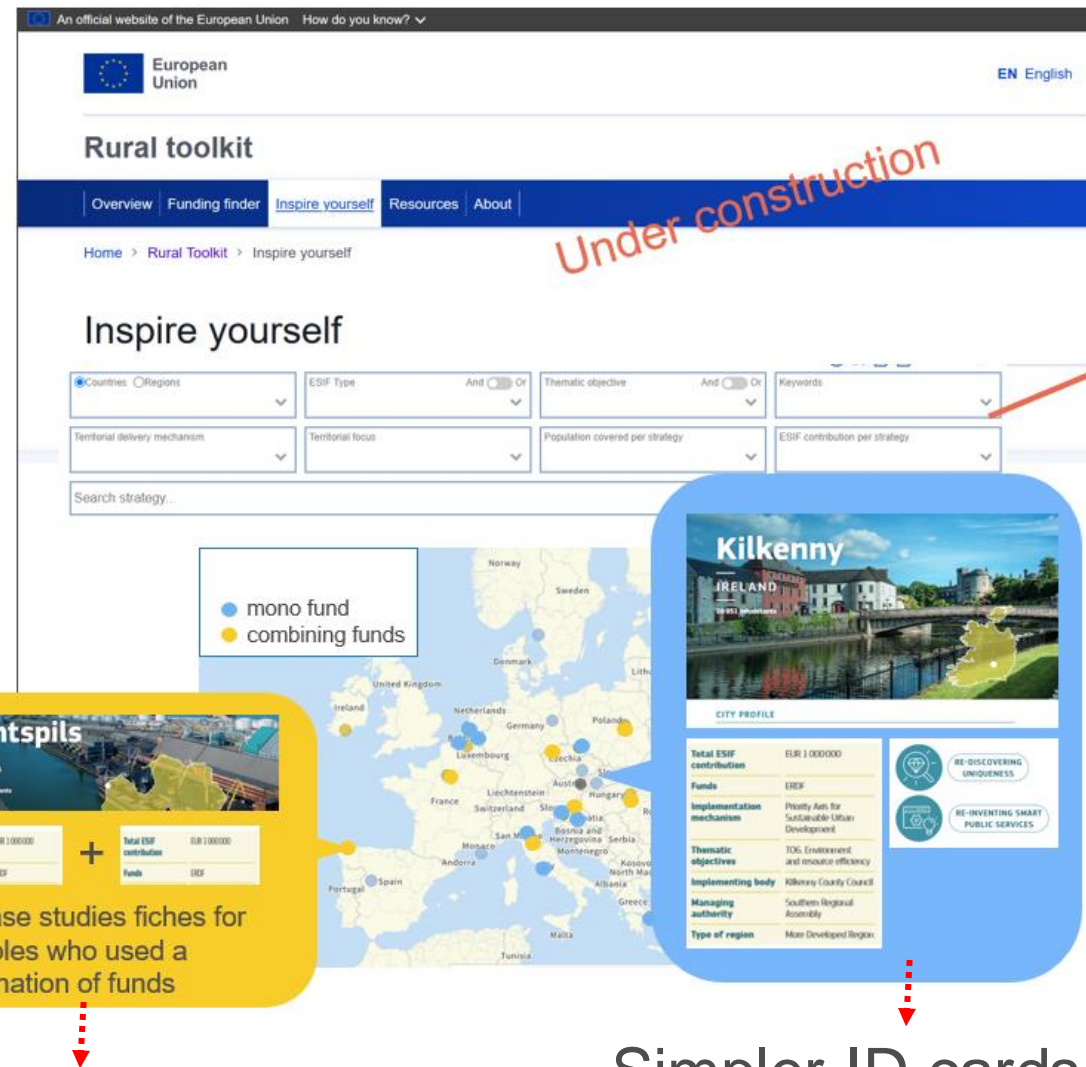 An official website of the European Union How do you know?
European
Union
EN English
Rural toolkit
Under construction
Overview Funding finder Inspire yourself Resources About
Home > Rural Toolkit > Inspire yourself
Inspire yourself
Countries Regions
ESIF Type And Or
Thematic objective And Or
Keywords
Territorial delivery mechanism
Territorial focus
Population covered per strategy
ESIF contribution per strategy
Search strategy...
mono fund
combining funds
Norway
Sweden
Denmark
Lith
United Kingdom
Ireland
Netherlands
Germany
Poland
Luxembourg
Czechia
Liechtenstein
Hungary
France
Switzerland
Bosnia and
Herzegovina Serbia
Monaco
Montenegro
Andorra
Kosovo
North Ma
Portugal
Spain
Albania
Greece
Malta
Tunisia
Kilkenny
IRELAND
CITY PROFILE
Total ESIF
contribution
EUR 1 000 000
Funds ERDF
Implementation
mechanism
Priority Axis for
Sustainable Urban
Development
Thematic
objectives
TO6. Environment
and resource efficiency
Implementing body Kilkenny County Council
Managing
authority
Southern Regional
Assembly
Type of region More Developed Region
RE-DISCOVERING
UNIQUENESS
RE-INVENTING SMART
PUBLIC SERVICES
ntspils
+
Total ESIF
contribution
EUR 1 000 000
Funds ERDF
ase studies fiches for
ples who used a
nation of funds
Simpler ID-cards